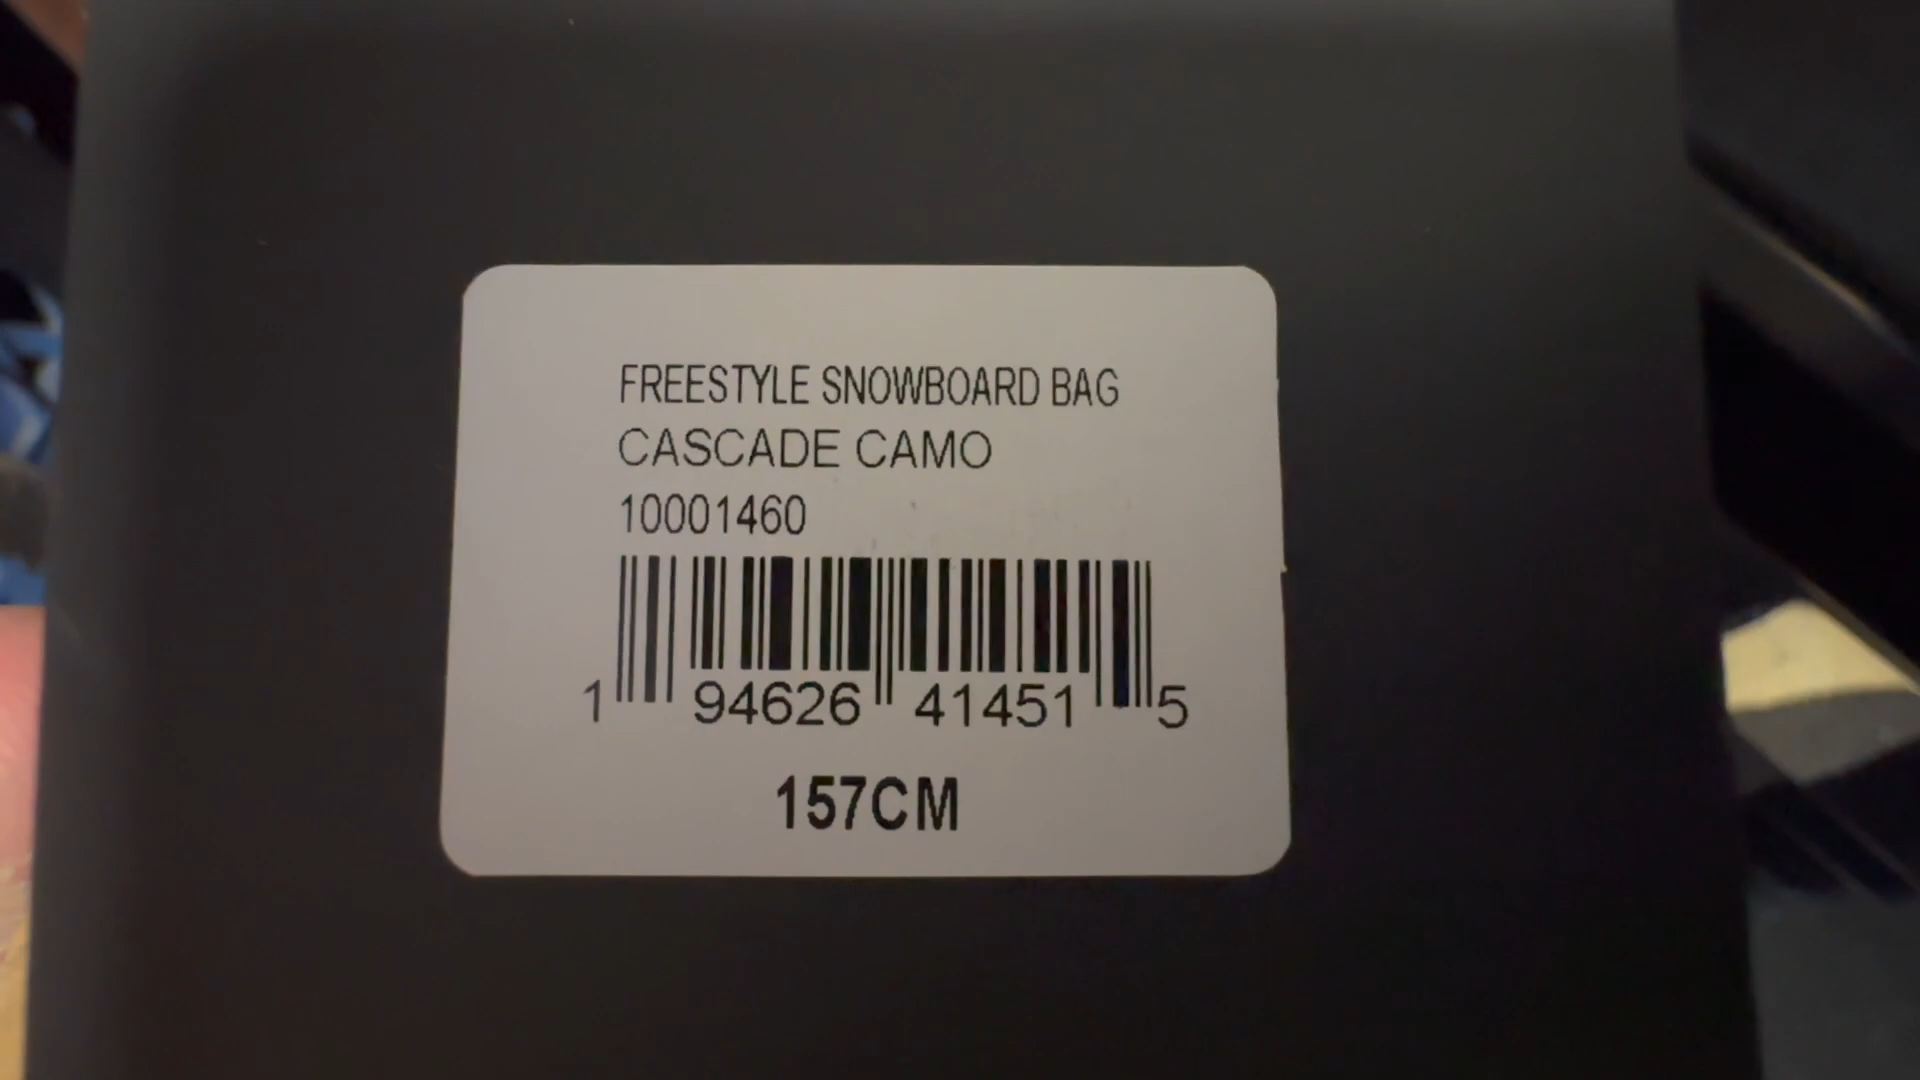 FREESTYLE SNOWBOARD BAG
CASCADE CAMO
10001460
1 94626 41451 5
157CM